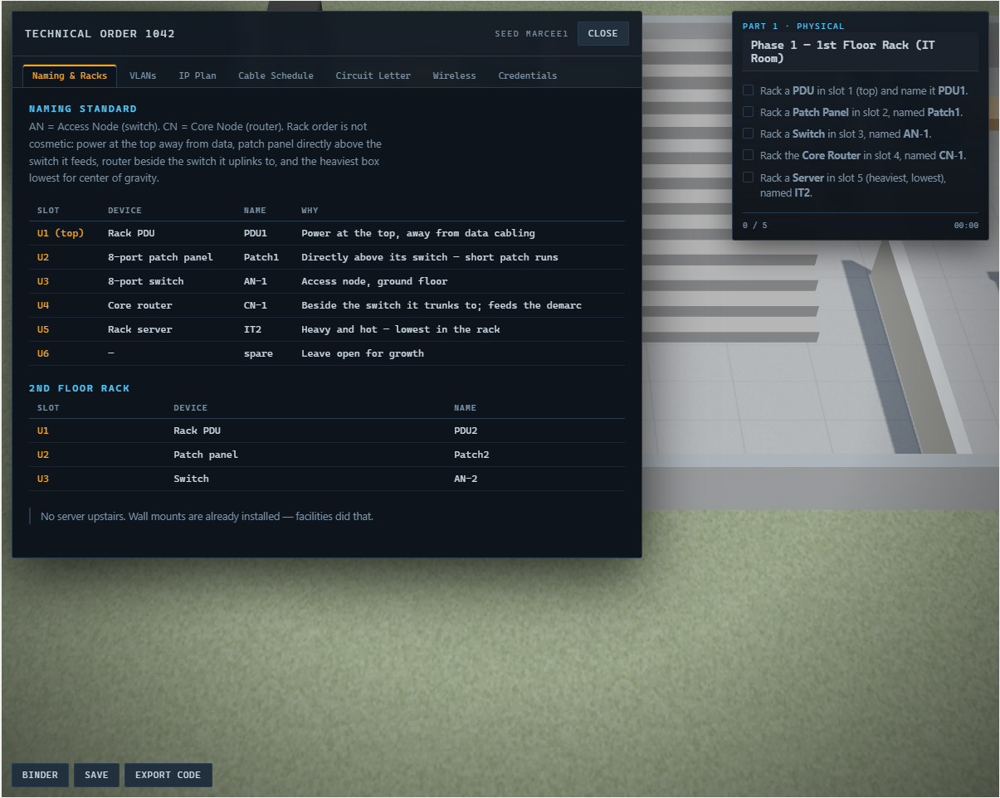 TECHNICAL ORDER 1042
SEED MARCEE1
CLOSE
Naming & Racks
VLANs
IP Plan
Cable Schedule
Circuit Letter
Wireless
Credentials
NAMING STANDARD
AN = Access Node (switch). CN = Core Node (router). Rack order is not
cosmetic: power at the top away from data, patch panel directly above the
switch it feeds, router beside the switch it uplinks to, and the heaviest box
lowest for center of gravity.
SLOT DEVICE NAME WHY
U1 (top) Rack PDU PDU1 Power at the top, away from data cabling
U2 8-port patch panel Patch1 Directly above its switch — short patch runs
U3 8-port switch AN-1 Access node, ground floor
U4 Core router CN-1 Beside the switch it trunks to; feeds the demarc
U5 Rack server IT2 Heavy and hot — lowest in the rack
U6 — spare Leave open for growth
2ND FLOOR RACK
SLOT DEVICE NAME
U1 Rack PDU PDU2
U2 Patch panel Patch2
U3 Switch AN-2
No server upstairs. Wall mounts are already installed — facilities did that.
PART 1 · PHYSICAL
Phase 1 — 1st Floor Rack (IT
Room)
Rack a PDU in slot 1 (top) and name it PDU1.
Rack a Patch Panel in slot 2, named Patch1.
Rack a Switch in slot 3, named AN-1.
Rack the Core Router in slot 4, named CN-1.
Rack a Server in slot 5 (heaviest, lowest),
named IT2.
0 / 5
00:00
BINDER
SAVE
EXPORT CODE